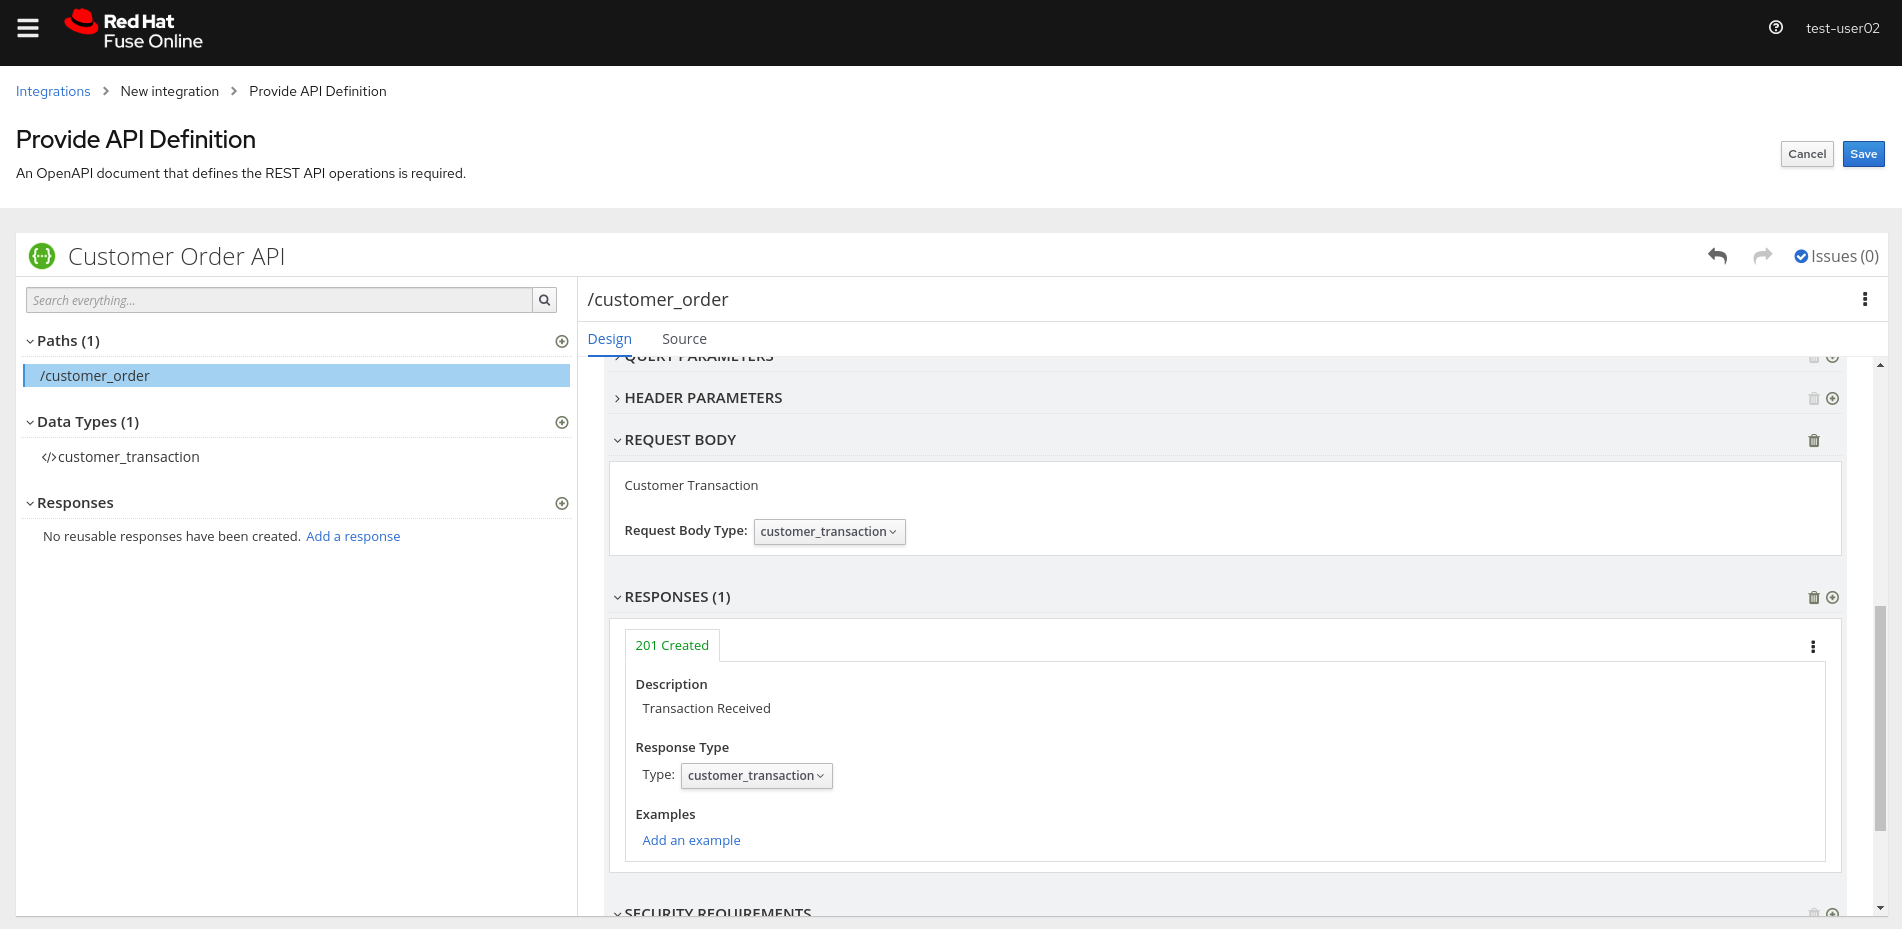 Red Hat
Fuse Online
test-user02
Integrations > New integration > Provide API Definition
Provide API Definition
An OpenAPI document that defines the REST API operations is required.
Cancel
Save
Customer Order API
Issues (0)
Search everything...
Paths (1)
/customer_order
Data Types (1)
</>customer_transaction
Responses
No reusable responses have been created. Add a response
/customer_order
Design
Source
QUERY PARAMETERS
HEADER PARAMETERS
REQUEST BODY
Customer Transaction
Request Body Type: customer_transaction
RESPONSES (1)
201 Created
Description
Transaction Received
Response Type
Type: customer_transaction
Examples
Add an example
SECURITY REQUIREMENTS